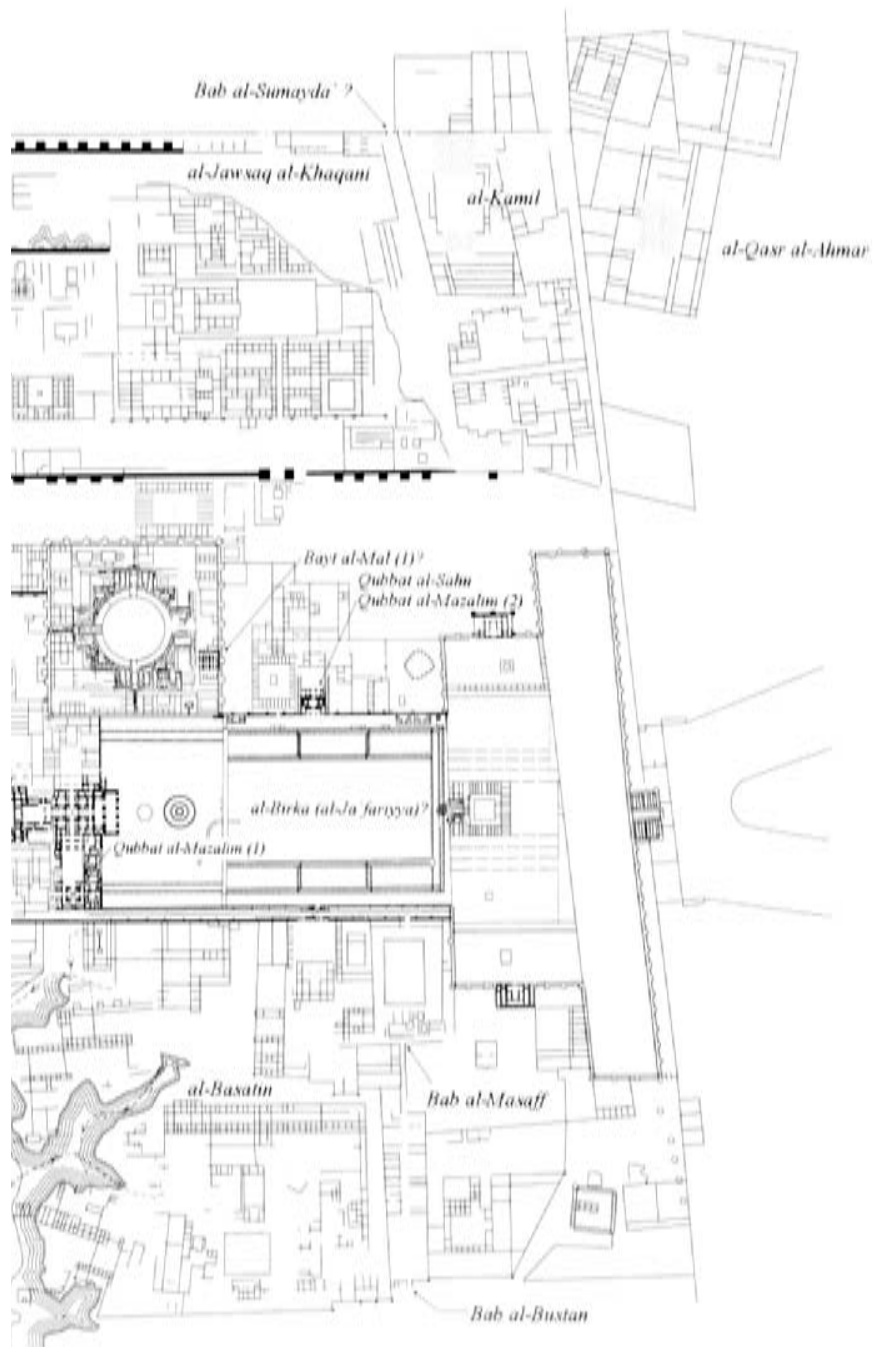 Bab al-Sumayda` ?
al-Jawsaq al-Khaqani
al-Kamil
al-Qasr al-Ahmar
Bayt al-Mal (1)?
Qubbat al-Sahn
Qubbat al-Mazalim (2)
al-Birka (al-Ja fariyya)?
Qubbat al-Mazalim (1)
al-Basatin
Bab al-Masaff
Bab al-Bustan